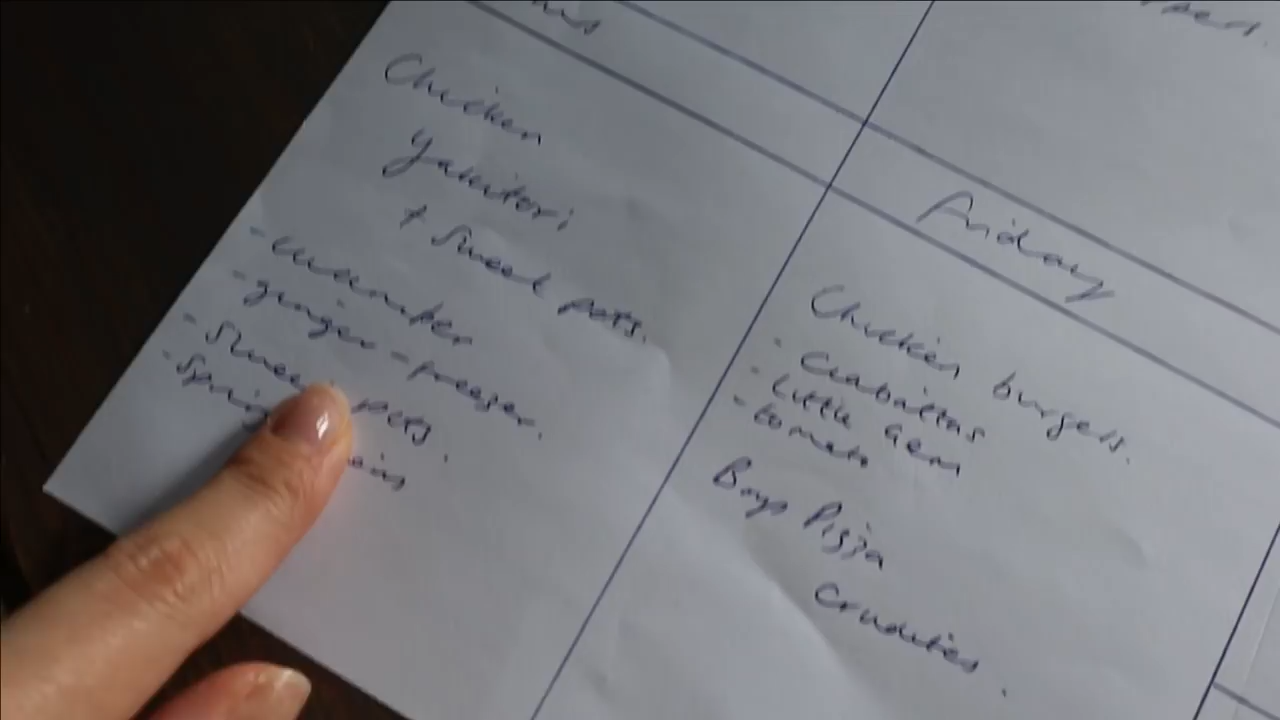 Chicken
Yakitori
+ Sweet pots.
- cucumber
- ginger - freezer.
- Sweet pots
- Spring
Friday
Chicken burgers.
- Ciabattas
- Little Gem
- tomato
Boys Pizza
Crudites.